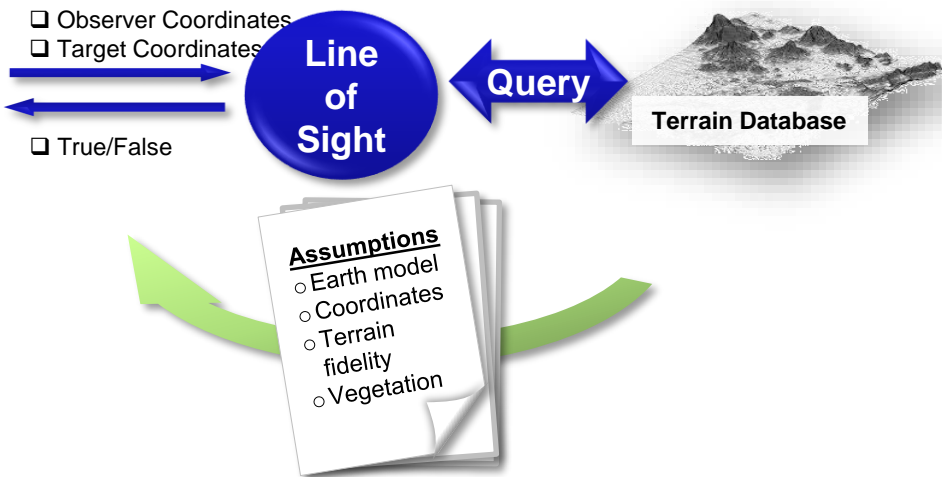 ❑ Observer Coordinates
❑ Target Coordinates
❑ True/False
Line
of
Sight
Query
Terrain Database
Assumptions
○ Earth model
○ Coordinates
○ Terrain
fidelity
○ Vegetation